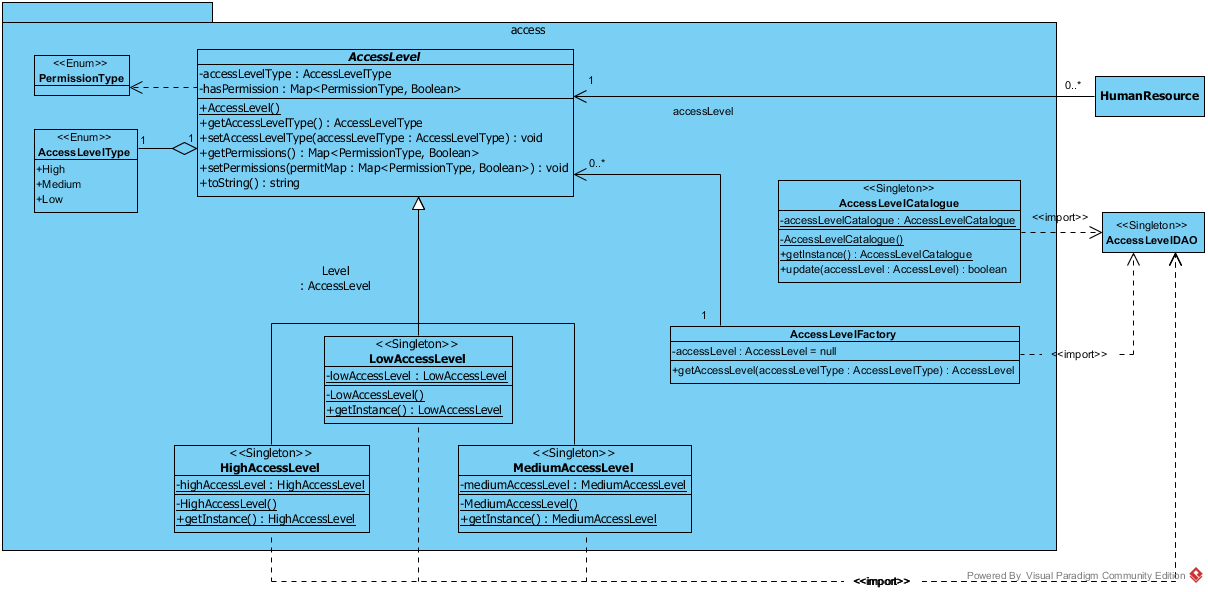 access
<<Enum>>
PermissionType
AccessLevel
-accessLevelType : AccessLevelType
-hasPermission : Map<PermissionType, Boolean>
+AccessLevel()
+getAccessLevelType() : AccessLevelType
+setAccessLevelType(accessLevelType : AccessLevelType) : void
+getPermissions() : Map<PermissionType, Boolean>
+setPermissions(permitMap : Map<PermissionType, Boolean>) : void
+toString() : string
1
0..*
HumanResource
accessLevel
<<Enum>>
AccessLevelType
+High
+Medium
+Low
1
1
0..*
<<Singleton>>
AccessLevelCatalogue
-accessLevelCatalogue : AccessLevelCatalogue
-AccessLevelCatalogue()
+getInstance() : AccessLevelCatalogue
+update(accessLevel : AccessLevel) : boolean
<<import>>
<<Singleton>>
AccessLevelDAO
Level
: AccessLevel
1
AccessLevelFactory
-accessLevel : AccessLevel = null
+getAccessLevel(accessLevelType : AccessLevelType) : AccessLevel
<<import>>
<<Singleton>>
LowAccessLevel
-lowAccessLevel : LowAccessLevel
-LowAccessLevel()
+getInstance() : LowAccessLevel
<<Singleton>>
HighAccessLevel
-highAccessLevel : HighAccessLevel
-HighAccessLevel()
+getInstance() : HighAccessLevel
<<Singleton>>
MediumAccessLevel
-mediumAccessLevel : MediumAccessLevel
-MediumAccessLevel()
+getInstance() : MediumAccessLevel
<<import>>
Powered By Visual Paradigm Community Edition